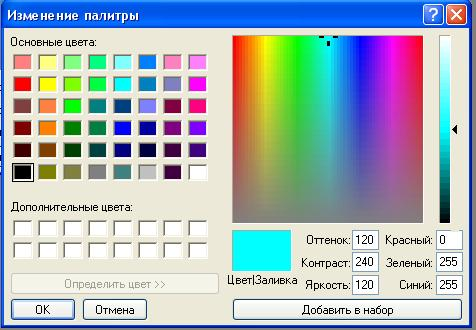 Изменение палитры
Основные цвета:
Дополнительные цвета:
Определить цвет >>
OK
Отмена
Цвет|Заливка
Оттенок: 120
Контраст: 240
Яркость: 120
Красный: 0
Зеленый: 255
Синий: 255
Добавить в набор